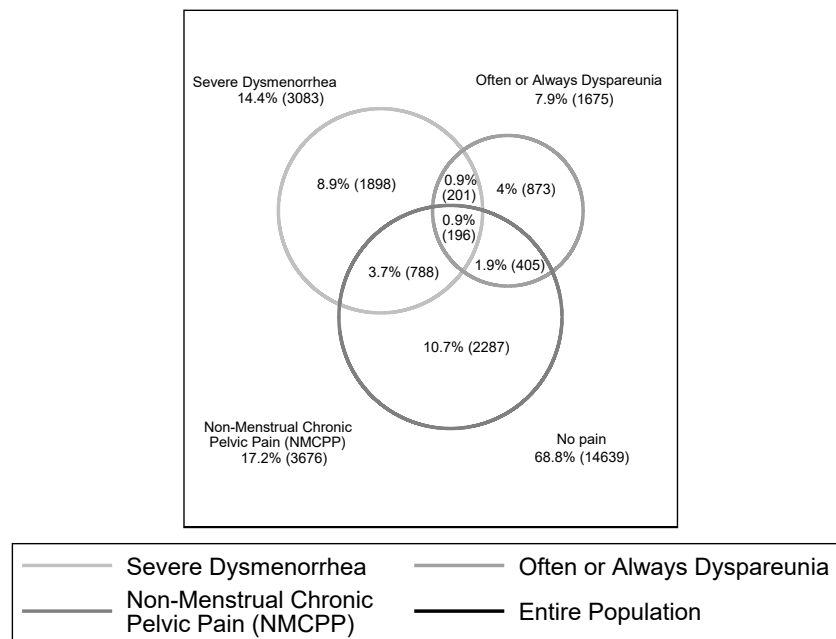 Severe Dysmenorrhea
14.4% (3083)
Often or Always Dyspareunia
7.9% (1675)
8.9% (1898)
0.9%
(201)
4% (873)
0.9%
(196)
3.7% (788)
1.9% (405)
10.7% (2287)
Non-Menstrual Chronic
Pelvic Pain (NMCPP)
17.2% (3676)
No pain
68.8% (14639)
Severe Dysmenorrhea
Often or Always Dyspareunia
Non-Menstrual Chronic
Pelvic Pain (NMCPP)
Entire Population